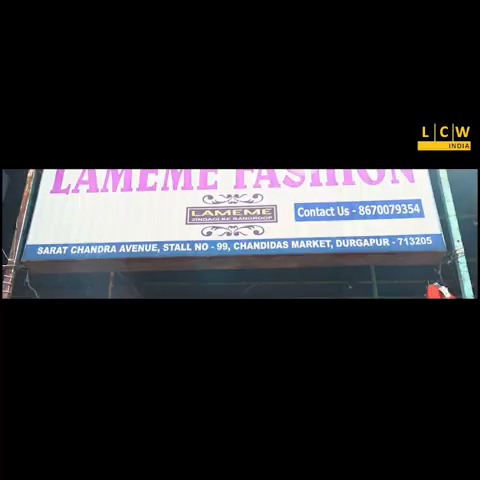 L|C|W
INDIA
LAMEME FASHION
LAMEME
ZINDAGI KE RANGROOP
Contact Us - 8670079354
SARAT CHANDRA AVENUE, STALL NO - 99, CHANDIDAS MARKET, DURGAPUR - 713205